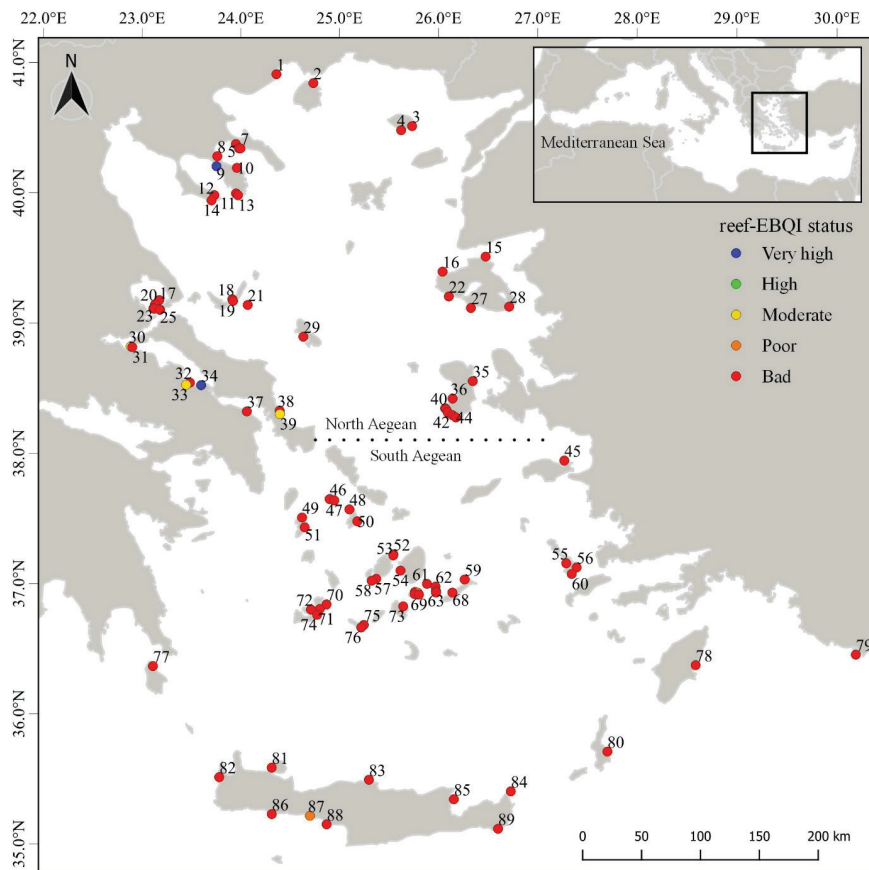 22.0°E 23.0°E 24.0°E 25.0°E 26.0°E 27.0°E 28.0°E 29.0°E 30.0°E
41.0°N
40.0°N
39.0°N
38.0°N
37.0°N
36.0°N
35.0°N
N
Mediterranean Sea
reef-EBQI status
Very high
High
Moderate
Poor
Bad
1
2
4 3
8 7
5
9 10
12
11 13
14
15
16
20 17
18
19 21
22 27 28
23 25
29
30
31
32 34
33
35
36
37 38
39
40
42 44
North Aegean
South Aegean
45
46
47 48
49 50
51
53 52
54
55 56
60
58 57
61 62 59
69 63 68
73
72 70
74 71
75
76
77
78
79
80
82 81
83
84
85
86 87
88
89
0 50 100 150 200 km